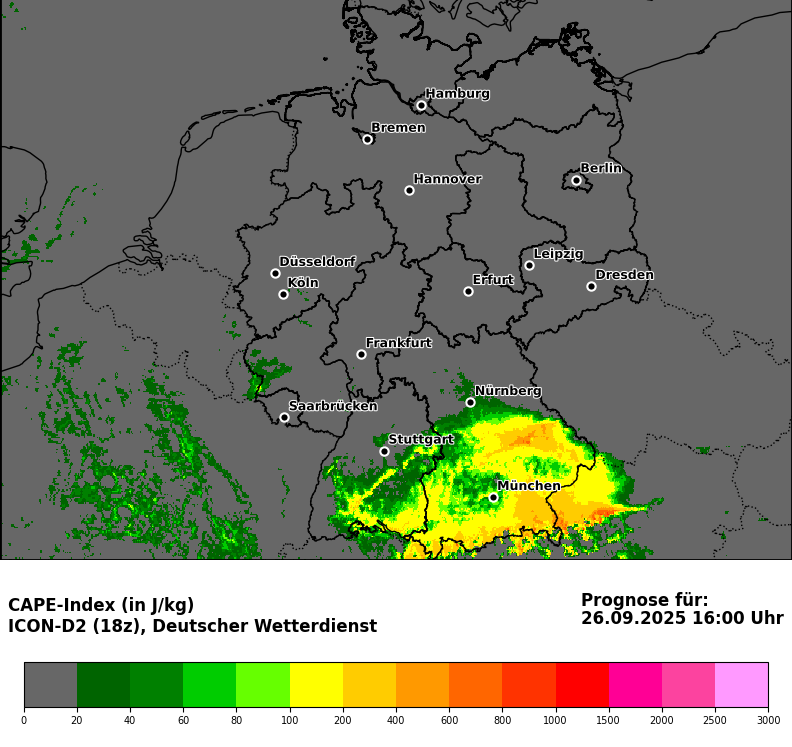 Hamburg
Bremen
Berlin
Hannover
Leipzig
Düsseldorf
Dresden
Köln
Erfurt
Frankfurt
Nürnberg
Saarbrücken
Stuttgart
München
CAPE-Index (in J/kg)
ICON-D2 (18z), Deutscher Wetterdienst
Prognose für:
26.09.2025 16:00 Uhr
0 20 40 60 80 100 200 400 600 800 1000 1500 2000 2500 3000